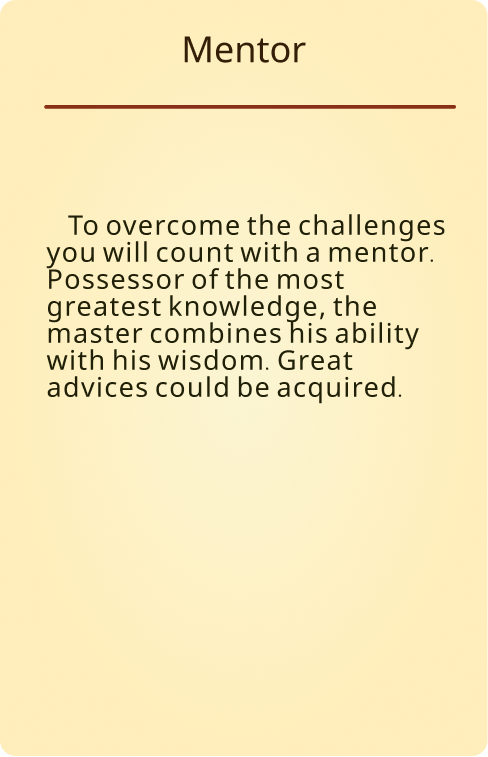 Mentor
To overcome the challenges
you will count with a mentor.
Possessor of the most
greatest knowledge, the
master combines his ability
with his wisdom. Great
advices could be acquired.